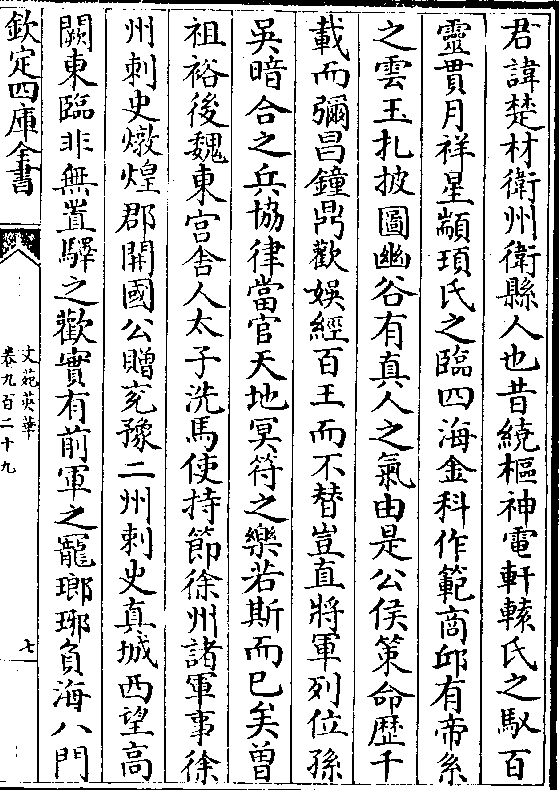 君諱楚材衛州衛縣人也昔繞樞神電軒轅氏之馭百
靈貫月祥星顓頊氏之臨四海金科作範商邱有帝系
之雲玉札披圖幽谷有真人之氣由是公侯策命歴千
載而彌昌鐘鼎歡娛經百王而不替豈直將軍列位孫
吳暗合之兵協律當官天地冥符之樂若斯而已矣曽
祖裕後魏東宫舎人太子洗馬使持節徐州諸軍事徐
州刺史燉煌郡開國公贈兖豫二州刺史真城西望高
闕東臨非無置驛之歡實有前軍之寵瑯琊負海八門
欽定四庫全書
文苑英華
卷九百二十九
七